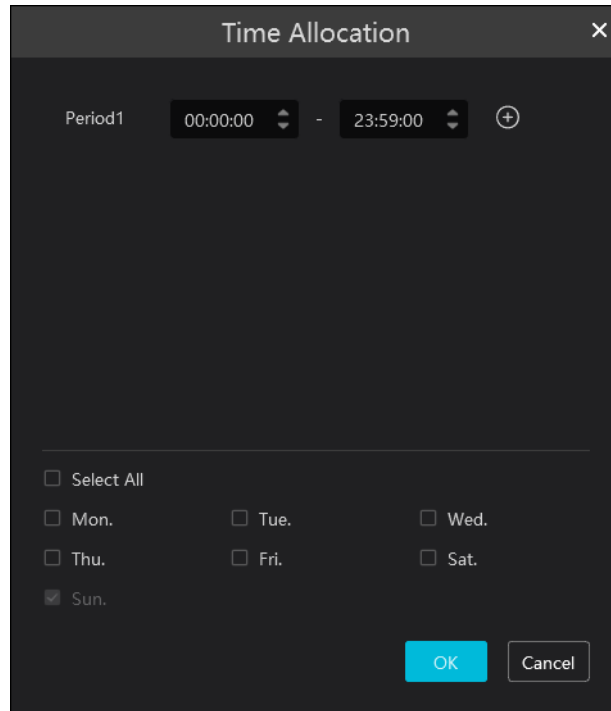 Time Allocation
Period1 00:00:00 - 23:59:00
Select All
Mon. Tue. Wed.
Thu. Fri. Sat.
Sun.
OK Cancel